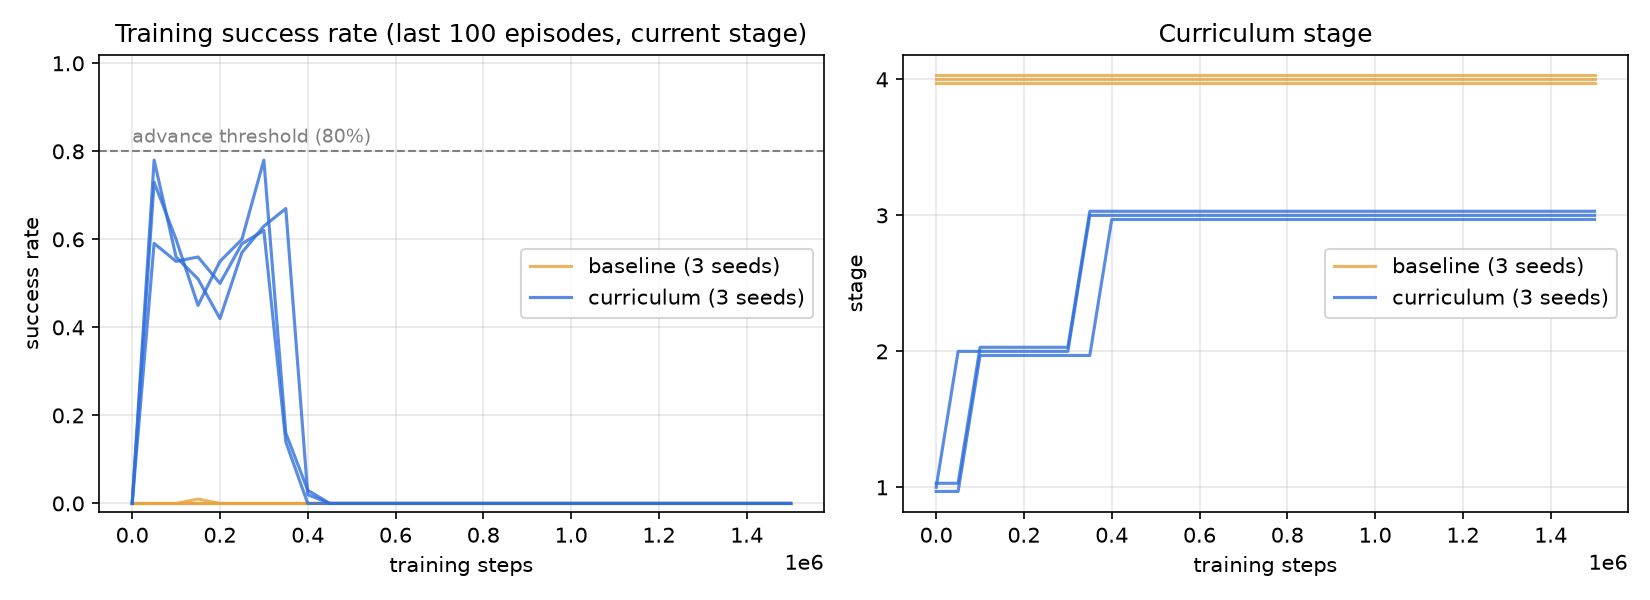 Training success rate (last 100 episodes, current stage)
1.0
0.8
0.6
0.4
0.2
0.0
success rate
advance threshold (80%)
baseline (3 seeds)
curriculum (3 seeds)
0.0 0.2 0.4 0.6 0.8 1.0 1.2 1.4
1e6
training steps
Curriculum stage
4
3
2
1
stage
baseline (3 seeds)
curriculum (3 seeds)
0.0 0.2 0.4 0.6 0.8 1.0 1.2 1.4
1e6
training steps